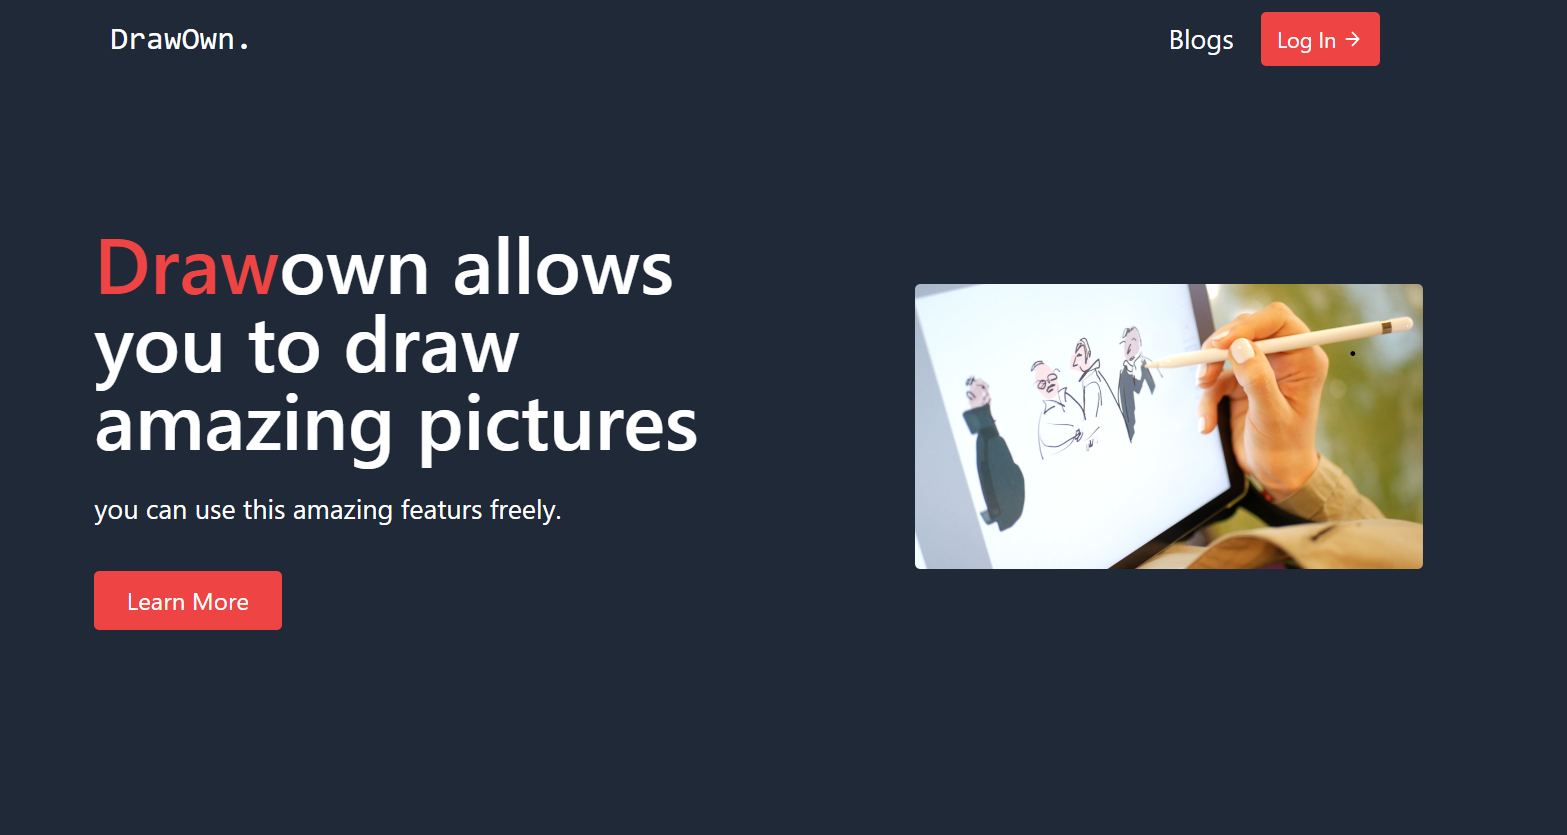 DrawOwn.
Blogs
Log In →
Drawown allows
you to draw
amazing pictures
you can use this amazing featurs freely.
Learn More